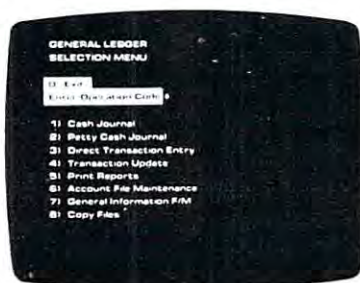 GENERAL LEDGER
SELECTION MENU
0) Exit
Enter Operation Code
1) Cash Journal
2) Petty Cash Journal
3) Direct Transaction Entry
4) Transaction Update
5) Print Reports
6) Account File Maintenance
7) General Information F/M
8) Copy Files